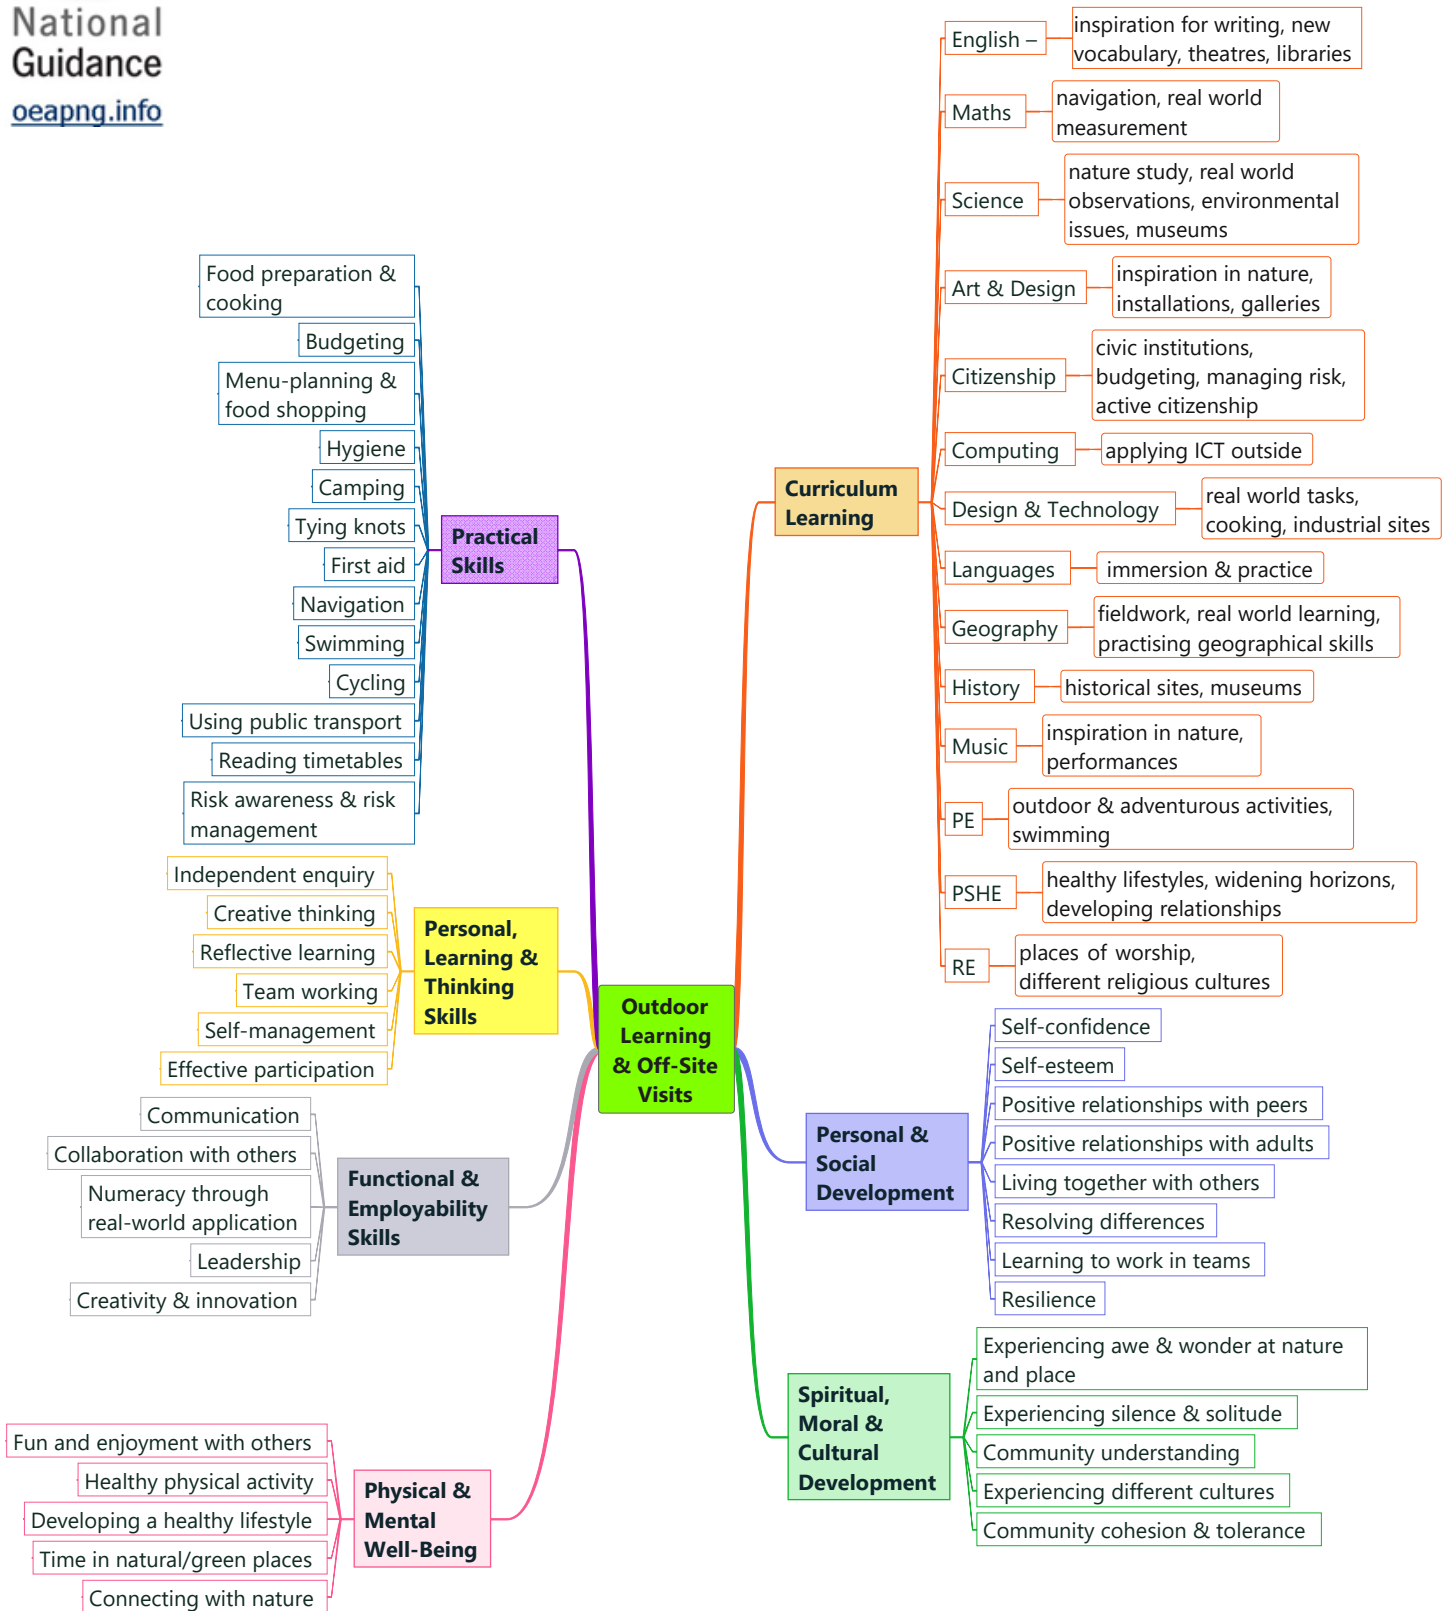 National
Guidance
oeapng.info
Outdoor
Learning
& Off-Site
Visits
Curriculum
Learning
English –
inspiration for writing, new
vocabulary, theatres, libraries
Maths
navigation, real world
measurement
Science
nature study, real world
observations, environmental
issues, museums
Art & Design
inspiration in nature,
installations, galleries
Citizenship
civic institutions,
budgeting, managing risk,
active citizenship
Computing
applying ICT outside
Design & Technology
real world tasks,
cooking, industrial sites
Languages
immersion & practice
Geography
fieldwork, real world learning,
practising geographical skills
History
historical sites, museums
Music
inspiration in nature,
performances
PE
outdoor & adventurous activities,
swimming
PSHE
healthy lifestyles, widening horizons,
developing relationships
RE
places of worship,
different religious cultures
Personal &
Social
Development
Self-confidence
Self-esteem
Positive relationships with peers
Positive relationships with adults
Living together with others
Resolving differences
Learning to work in teams
Resilience
Spiritual,
Moral &
Cultural
Development
Experiencing awe & wonder at nature
and place
Experiencing silence & solitude
Community understanding
Experiencing different cultures
Community cohesion & tolerance
Practical
Skills
Food preparation &
cooking
Budgeting
Menu-planning &
food shopping
Hygiene
Camping
Tying knots
First aid
Navigation
Swimming
Cycling
Using public transport
Reading timetables
Risk awareness & risk
management
Personal,
Learning &
Thinking
Skills
Independent enquiry
Creative thinking
Reflective learning
Team working
Self-management
Effective participation
Functional &
Employability
Skills
Communication
Collaboration with others
Numeracy through
real-world application
Leadership
Creativity & innovation
Physical &
Mental
Well-Being
Fun and enjoyment with others
Healthy physical activity
Developing a healthy lifestyle
Time in natural/green places
Connecting with nature